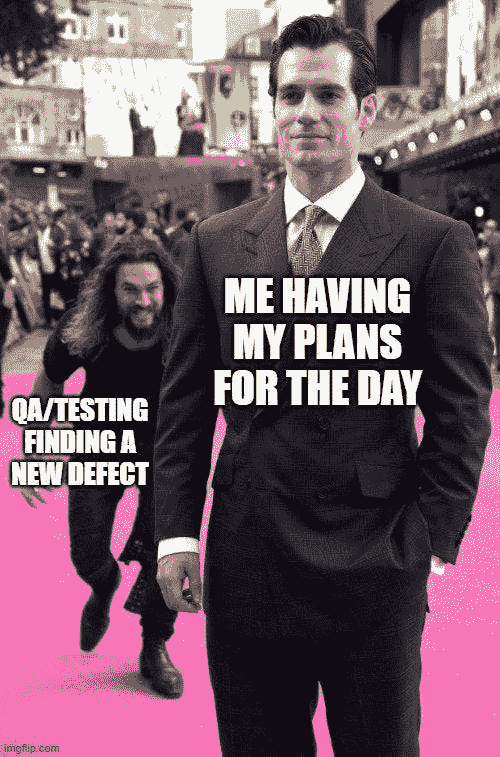 ME HAVING
MY PLANS
FOR THE DAY
QA/TESTING
FINDING A
NEW DEFECT
imgflip.com